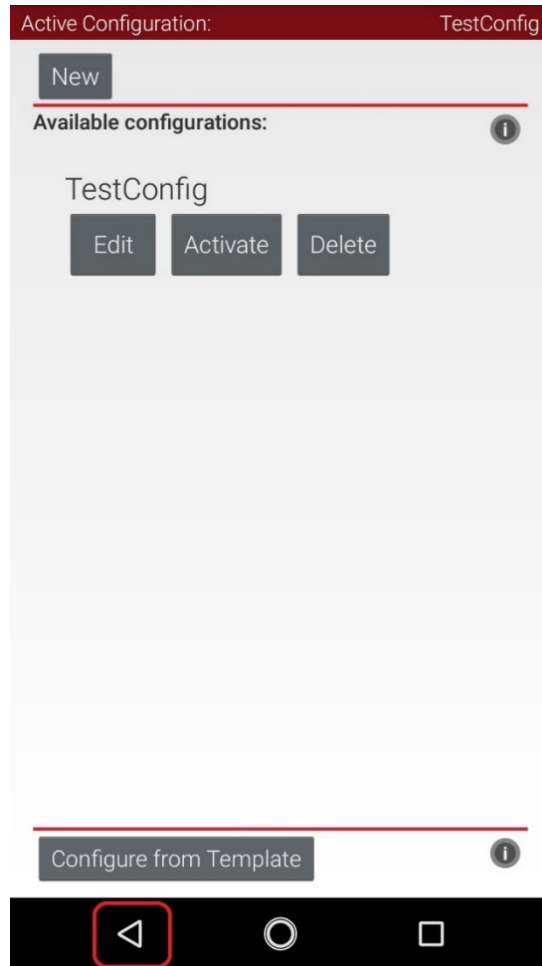 Active Configuration: TestConfig
New
Available configurations:
TestConfig
Edit Activate Delete
Configure from Template